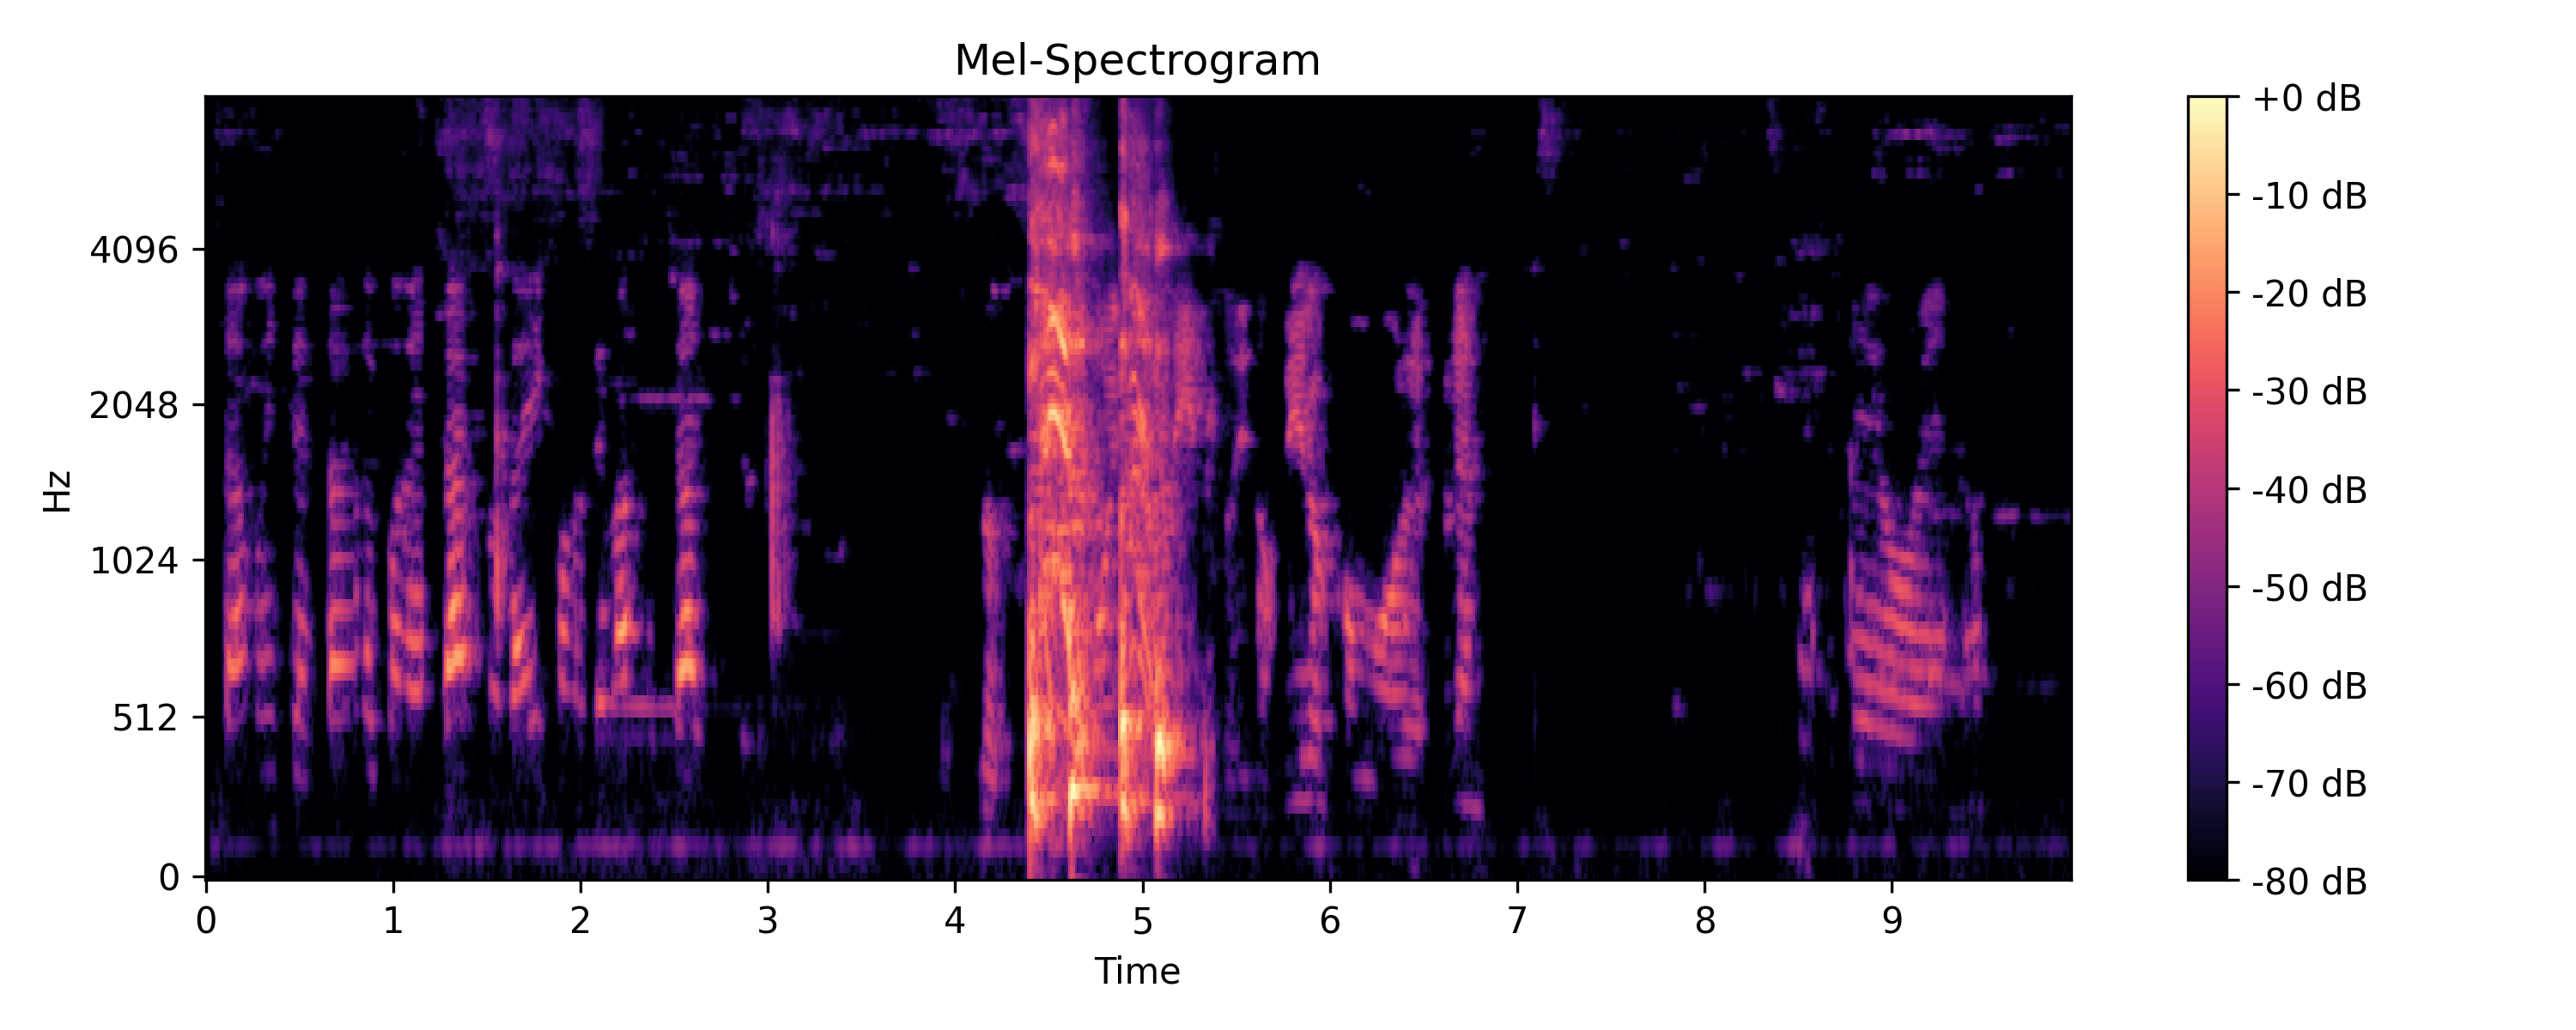 Mel-Spectrogram
+0 dB
-10 dB
-20 dB
-30 dB
-40 dB
-50 dB
-60 dB
-70 dB
-80 dB
Hz
4096
2048
1024
512
0
0 1 2 3 4 5 6 7 8 9
Time